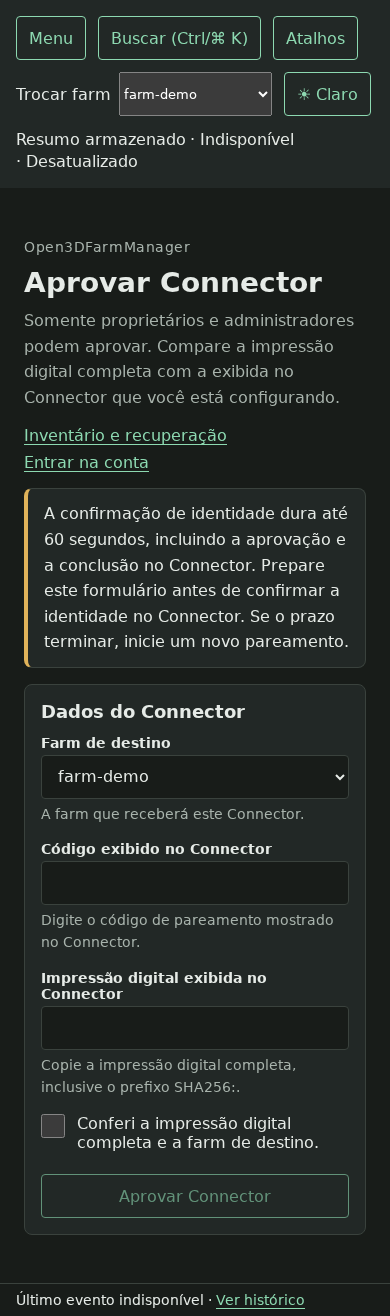 Menu
Buscar (Ctrl/⌘ K)
Atalhos
Trocar farm
farm-demo
☀ Claro
Resumo armazenado · Indisponível
· Desatualizado
Open3DFarmManager
Aprovar Connector
Somente proprietários e administradores
podem aprovar. Compare a impressão
digital completa com a exibida no
Connector que você está configurando.
Inventário e recuperação
Entrar na conta
A confirmação de identidade dura até
60 segundos, incluindo a aprovação e
a conclusão no Connector. Prepare
este formulário antes de confirmar a
identidade no Connector. Se o prazo
terminar, inicie um novo pareamento.
Dados do Connector
Farm de destino
farm-demo
A farm que receberá este Connector.
Código exibido no Connector
Digite o código de pareamento mostrado
no Connector.
Impressão digital exibida no
Connector
Copie a impressão digital completa,
inclusive o prefixo SHA256:.
Conferi a impressão digital
completa e a farm de destino.
Aprovar Connector
Último evento indisponível · Ver histórico